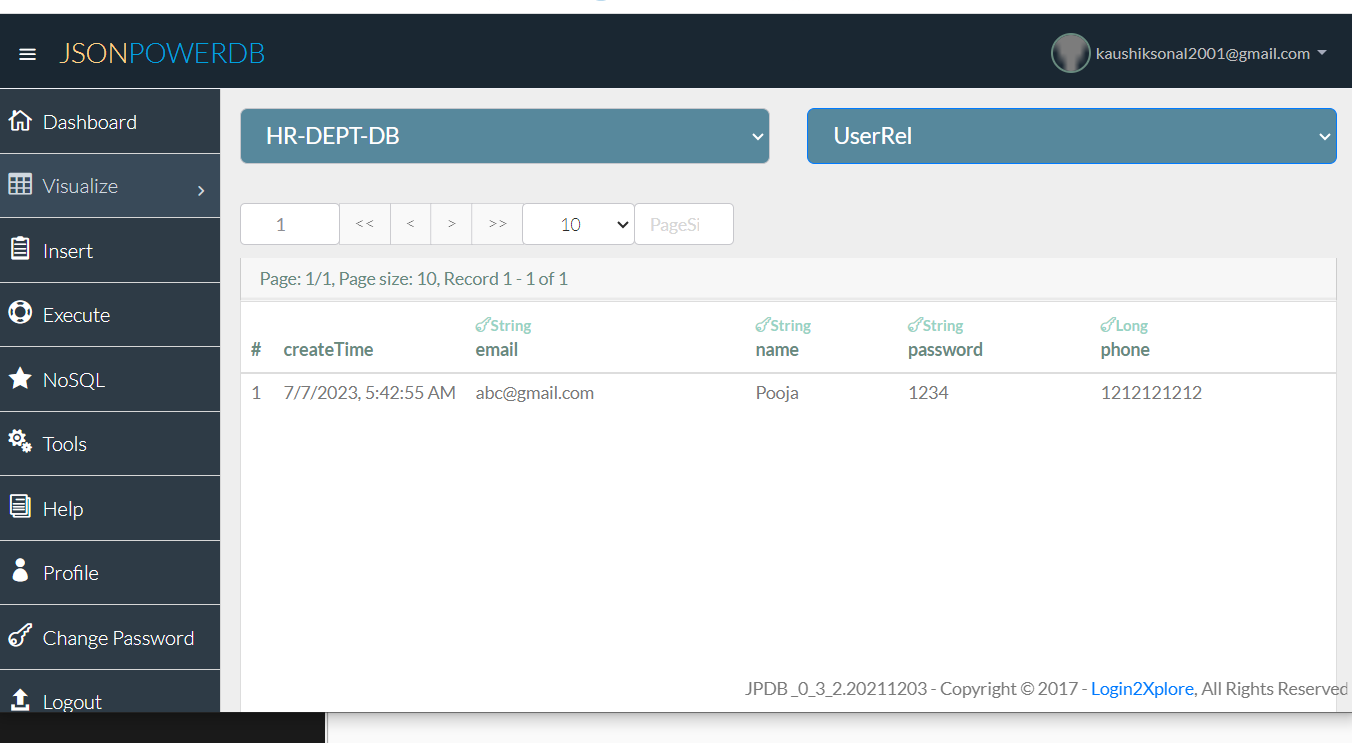 JSONPOWERDB
kaushiksonal2001@gmail.com
Dashboard
Visualize
Insert
Execute
NoSQL
Tools
Help
Profile
Change Password
Logout
HR-DEPT-DB
UserRel
1 << < > >> 10 PageSi
Page: 1/1, Page size: 10, Record 1 - 1 of 1
String String String Long
# createTime email name password phone
1 7/7/2023, 5:42:55 AM abc@gmail.com Pooja 1234 1212121212
JPDB_0_3_2.20211203 - Copyright © 2017 - Login2Xplore, All Rights Reserved